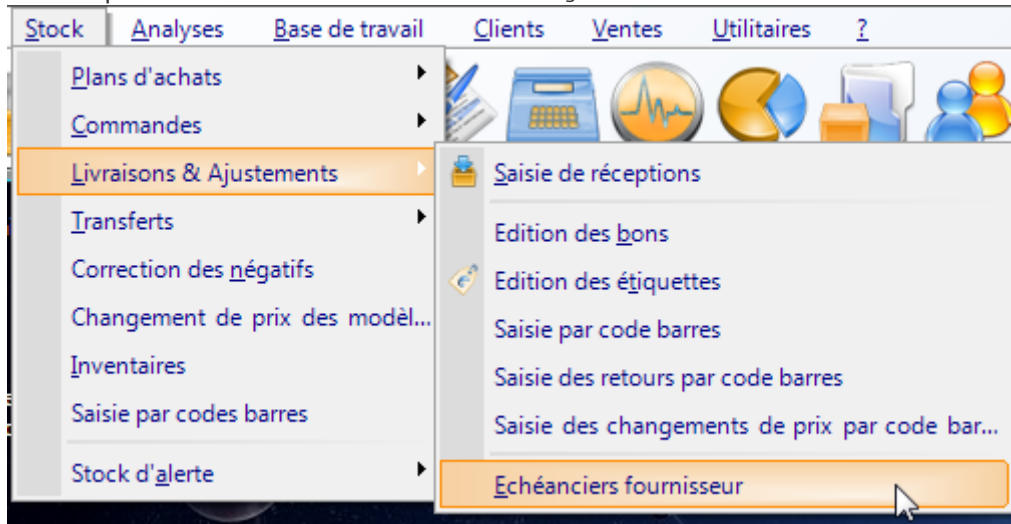 Stock Analyses Base de travail Clients Ventes Utilitaires ?
Plans d'achats
Commandes
Livraisons & Ajustements
Transferts
Correction des négatifs
Changement de prix des modèl...
Inventaires
Saisie par codes barres
Stock d'alerte
Saisie de réceptions
Edition des bons
Edition des étiquettes
Saisie par code barres
Saisie des retours par code barres
Saisie des changements de prix par code bar...
Echéanciers fournisseur